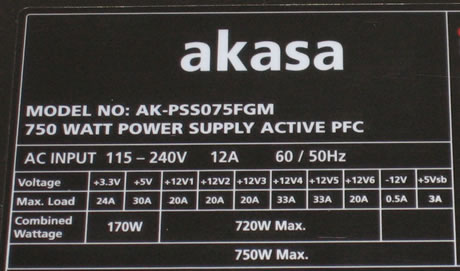 akasa
MODEL NO: AK-PSS075FGM
750 WATT POWER SUPPLY ACTIVE PFC
AC INPUT 115 – 240V 12A 60 / 50Hz
Voltage +3.3V +5V +12V1 +12V2 +12V3 +12V4 +12V5 +12V6 -12V +5Vsb
Max. Load 24A 30A 20A 20A 20A 33A 33A 20A 0.5A 3A
Combined Wattage 170W 720W Max.
750W Max.